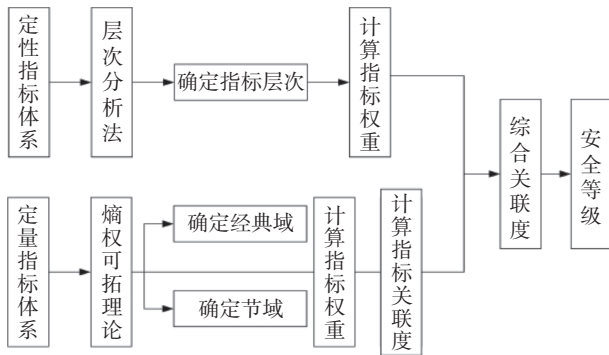 定性指标体系
层次分析法
确定指标层次
计算指标权重
定量指标体系
熵权可拓理论
确定经典域
确定节域
计算指标权重
计算指标关联度
综合关联度
安全等级